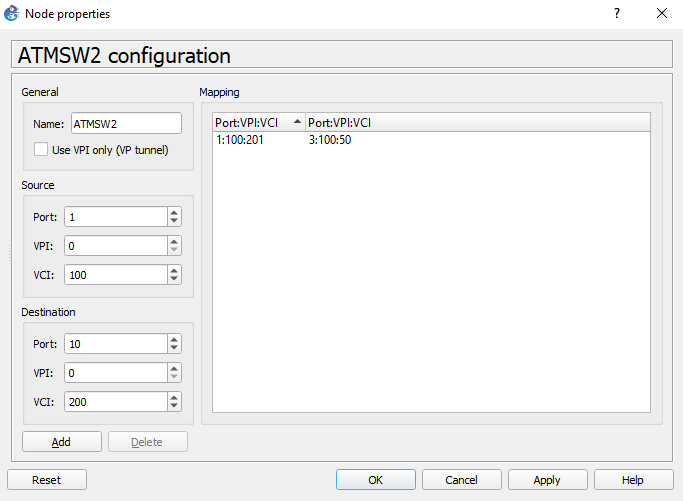 Node properties
?
ATMSW2 configuration
General
Name: ATMSW2
Use VPI only (VP tunnel)
Source
Port: 1
VPI: 0
VCI: 100
Destination
Port: 10
VPI: 0
VCI: 200
Add Delete
Mapping
Port:VPI:VCI Port:VPI:VCI
1:100:201 3:100:50
Reset OK Cancel Apply Help